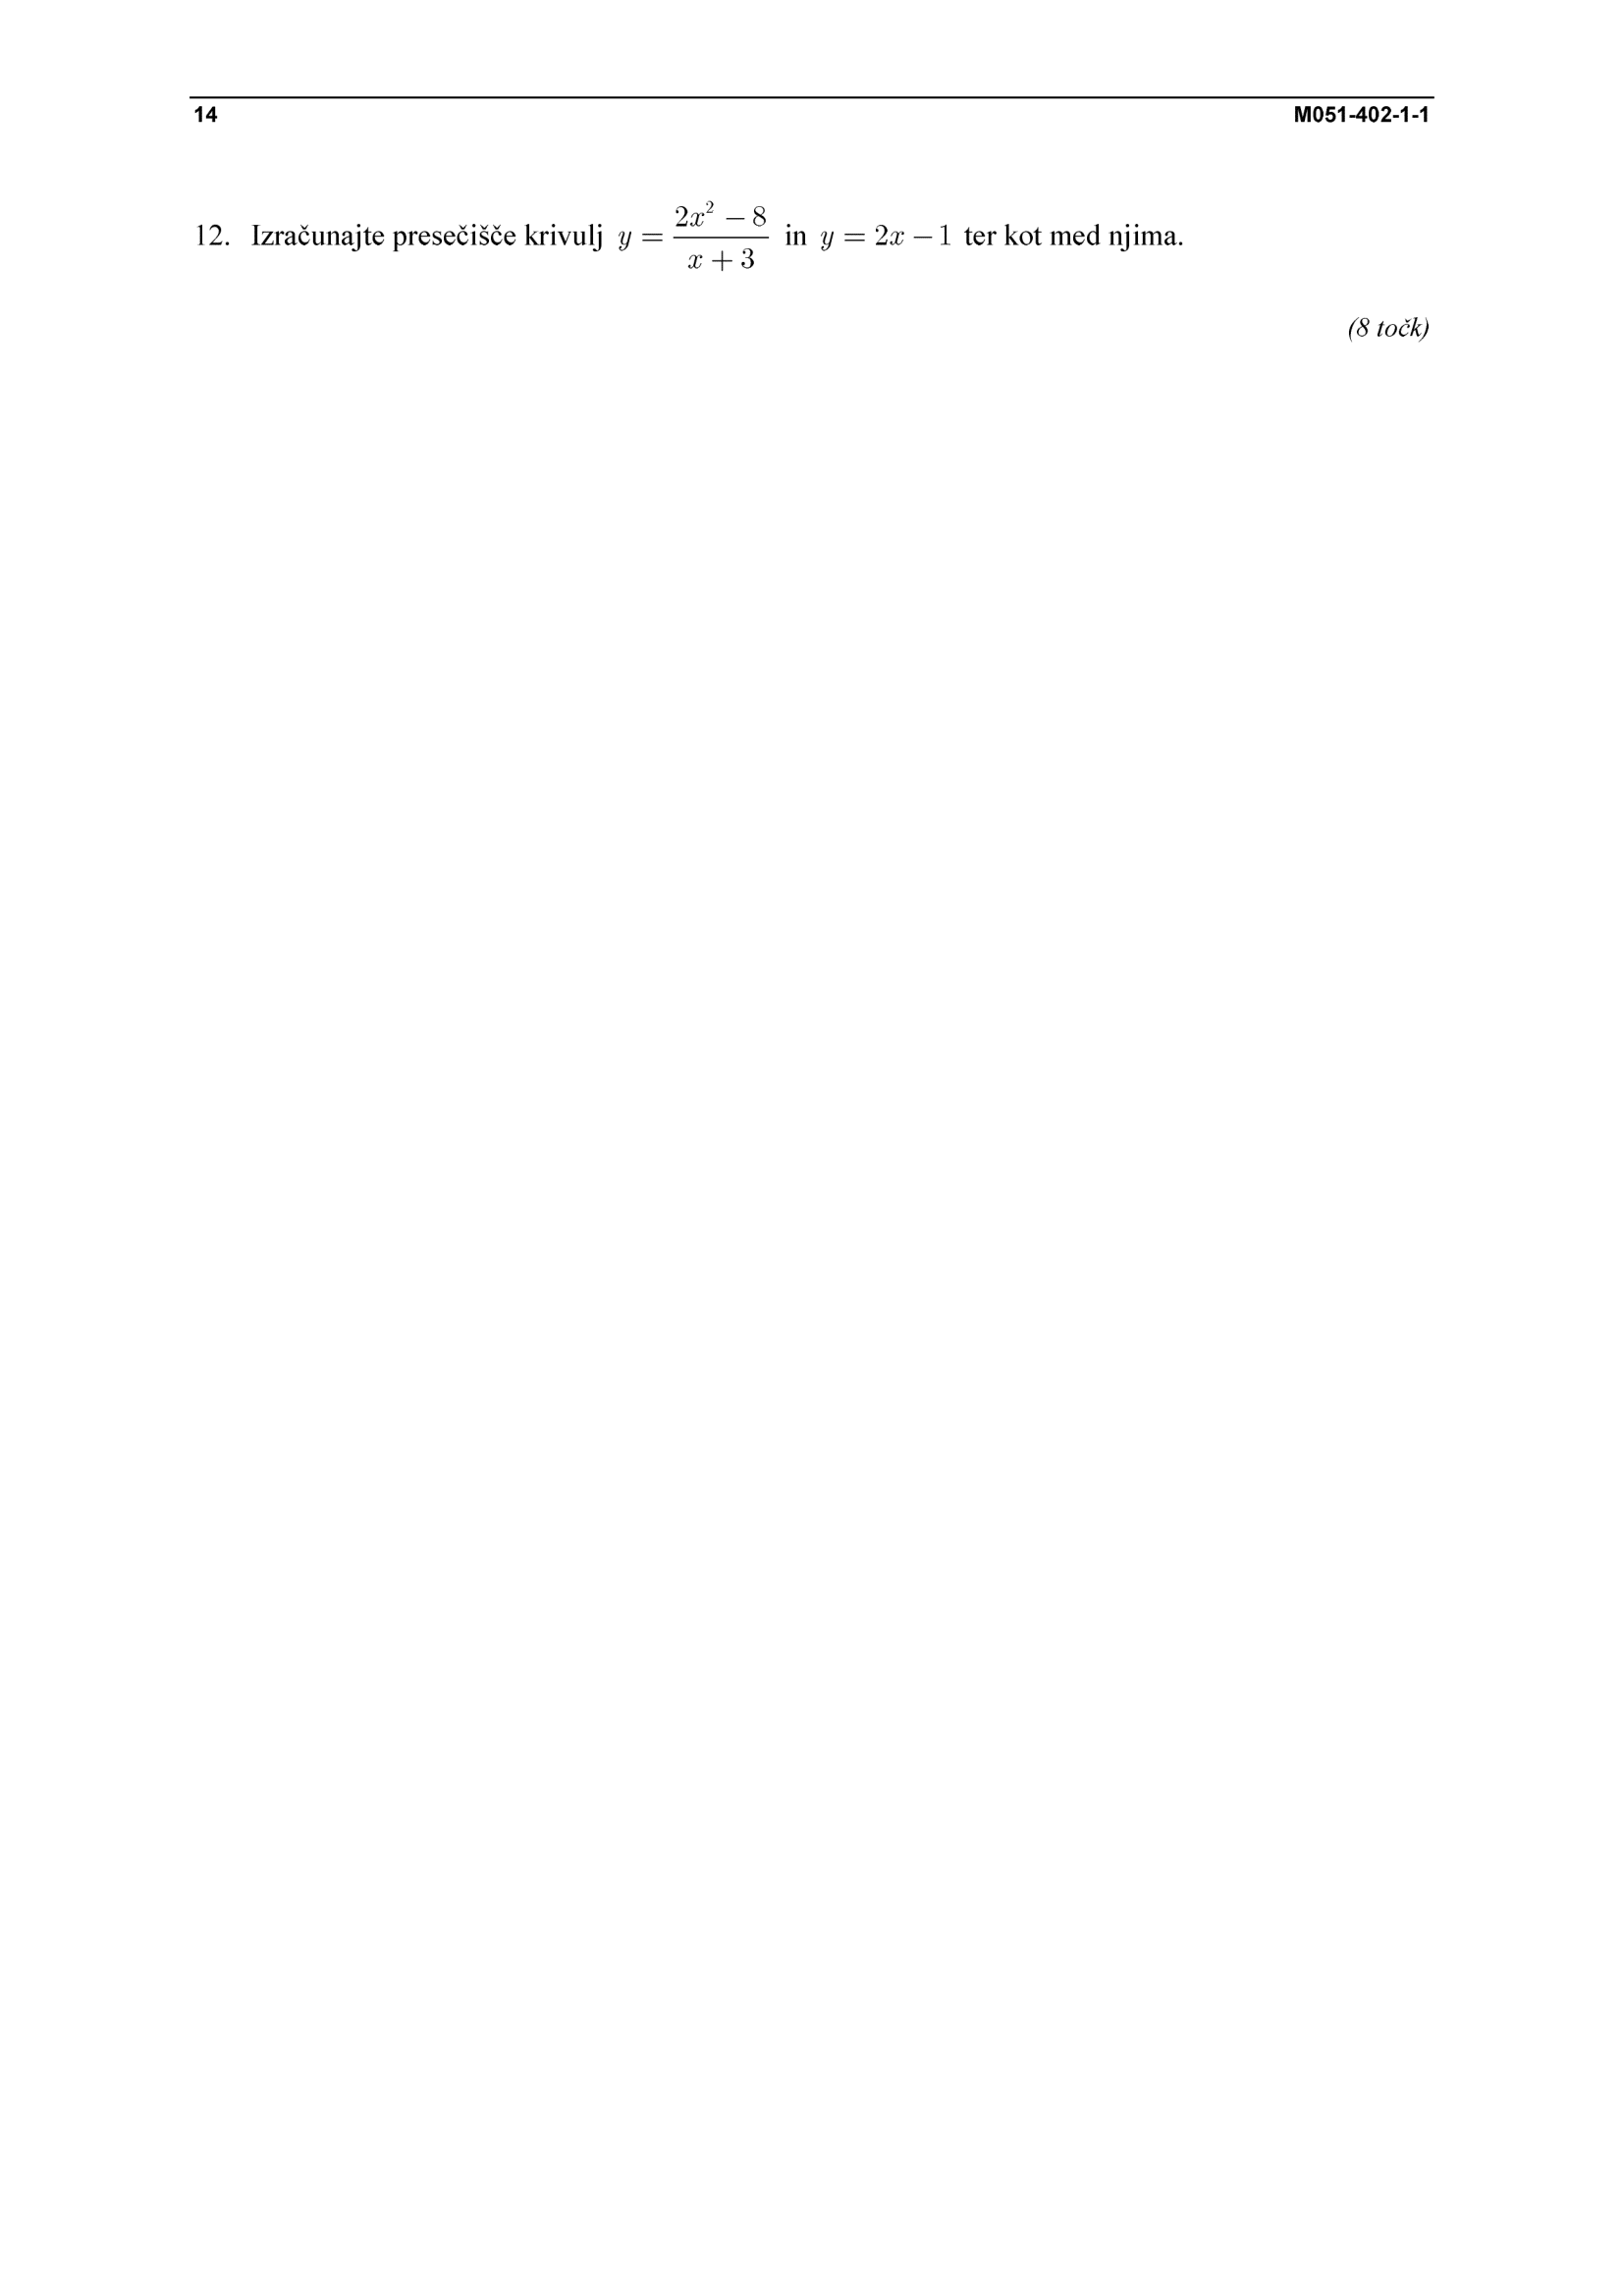 14 M051-402-1-1
12. Izračunajte presečišče krivulj $y = \frac{2x^2 - 8}{x + 3}$ in $y = 2x - 1$ ter kot med njima.
(8 točk)